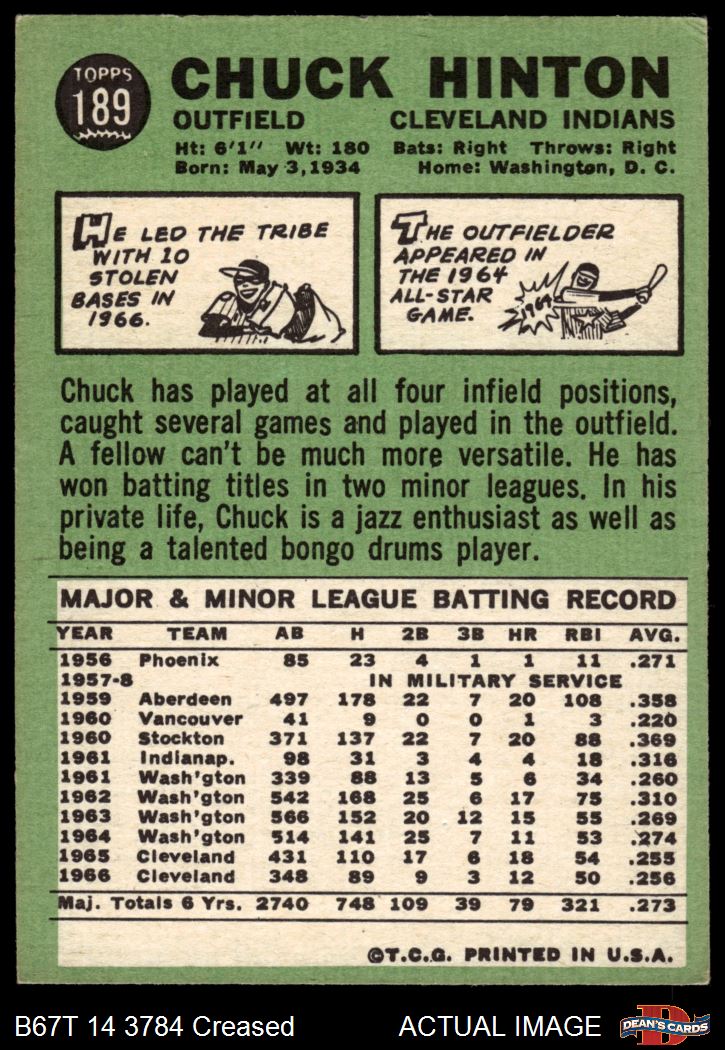 TOPPS
189
CHUCK HINTON
OUTFIELD CLEVELAND INDIANS
Ht: 6'1" Wt: 180 Bats: Right Throws: Right
Born: May 3, 1934 Home: Washington, D. C.
HE LED THE TRIBE
WITH 10
STOLEN
BASES IN
1966.
THE OUTFIELDER
APPEARED IN
THE 1964
ALL-STAR
GAME.
1964
Chuck has played at all four infield positions,
caught several games and played in the outfield.
A fellow can't be much more versatile. He has
won batting titles in two minor leagues. In his
private life, Chuck is a jazz enthusiast as well as
being a talented bongo drums player.
MAJOR & MINOR LEAGUE BATTING RECORD
YEAR TEAM AB H 2B 3B HR RBI AVG.
1956 Phoenix 85 23 4 1 1 11 .271
1957-8 IN MILITARY SERVICE
1959 Aberdeen 497 178 22 7 20 108 .358
1960 Vancouver 41 9 0 0 1 3 .220
1960 Stockton 371 137 22 7 20 88 .369
1961 Indianap. 98 31 3 4 4 18 .316
1961 Wash'gton 339 88 13 5 6 34 .260
1962 Wash'gton 542 168 25 6 17 75 .310
1963 Wash'gton 566 152 20 12 15 55 .269
1964 Wash'gton 514 141 25 7 11 53 .274
1965 Cleveland 431 110 17 6 18 54 .255
1966 Cleveland 348 89 9 3 12 50 .256
Maj. Totals 6 Yrs. 2740 748 109 39 79 321 .273
©T.C.G. PRINTED IN U.S.A.
B67T 14 3784 Creased ACTUAL IMAGE
D
DEAN'S CARDS